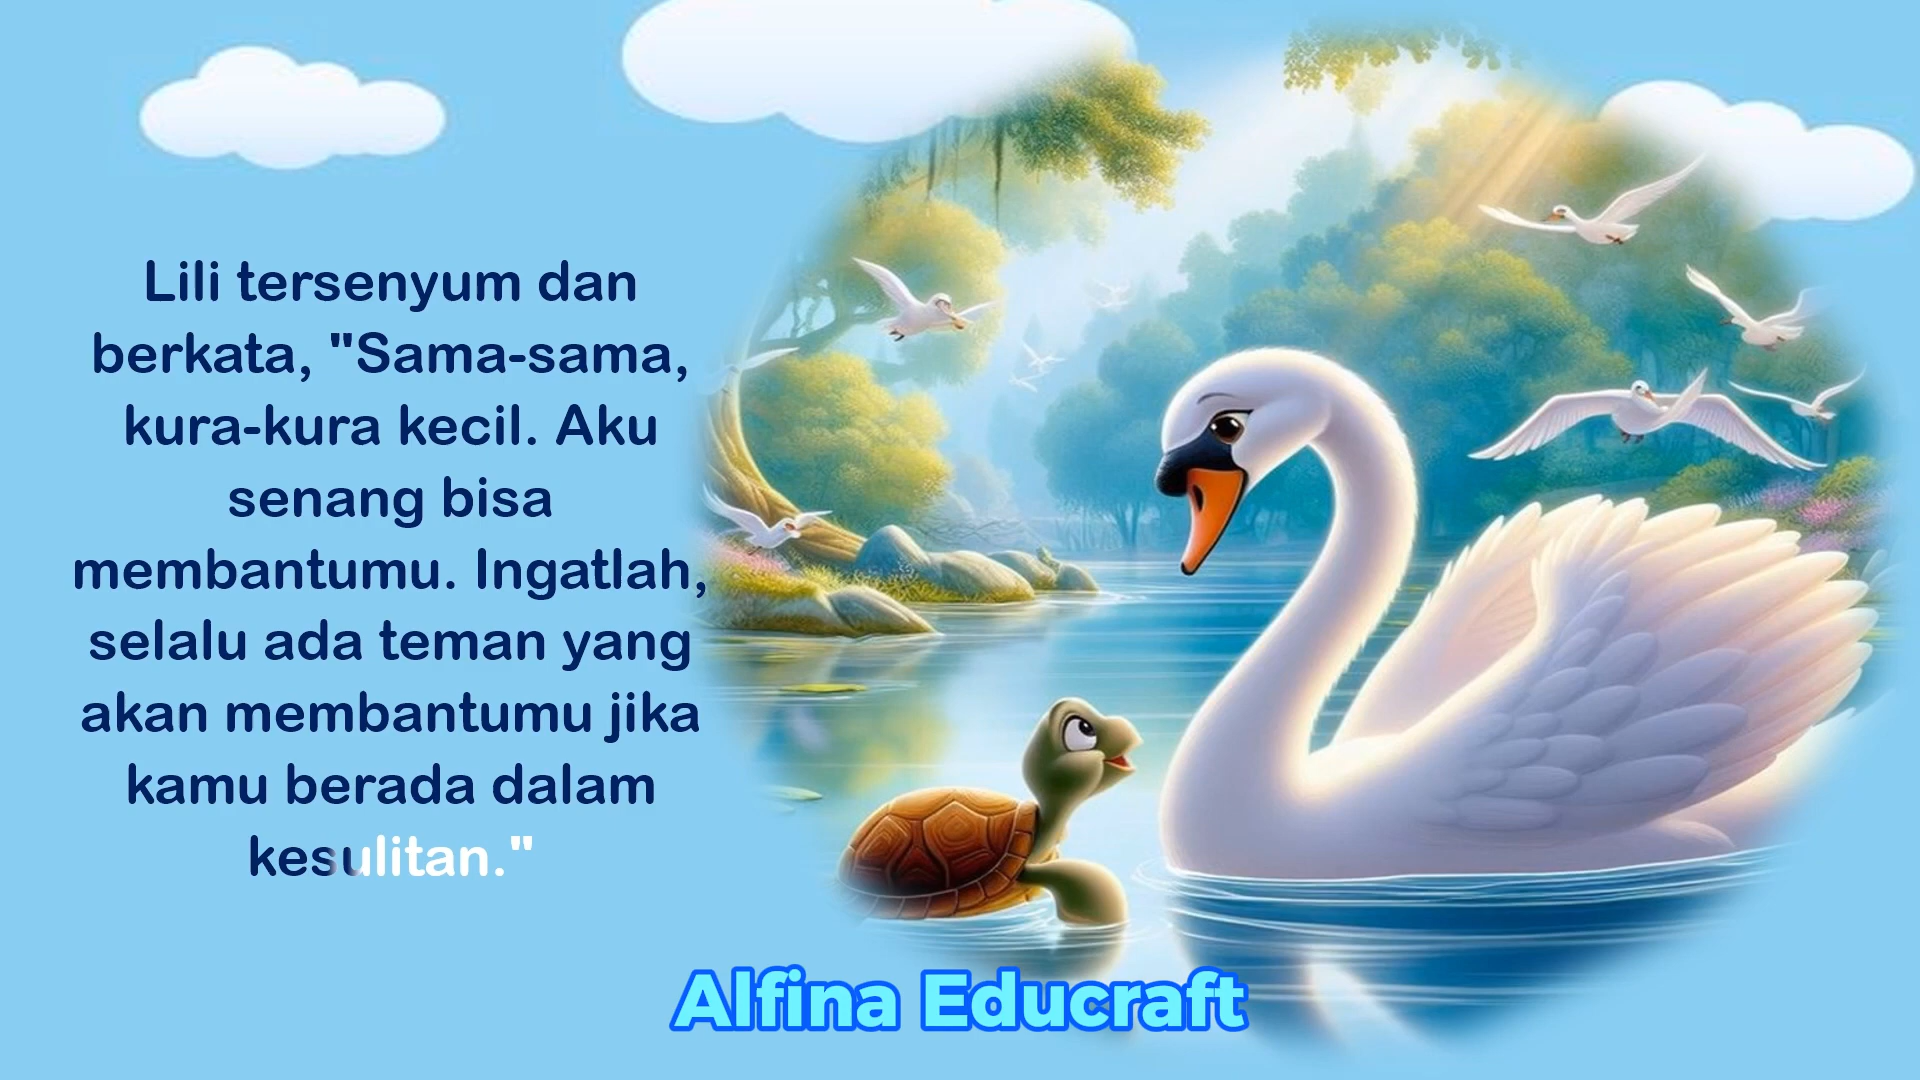 Lili tersenyum dan
berkata, "Sama-sama,
kura-kura kecil. Aku
senang bisa
membantumu. Ingatlah,
selalu ada teman yang
akan membantumu jika
kamu berada dalam
kesulitan."
Alfina Educraft